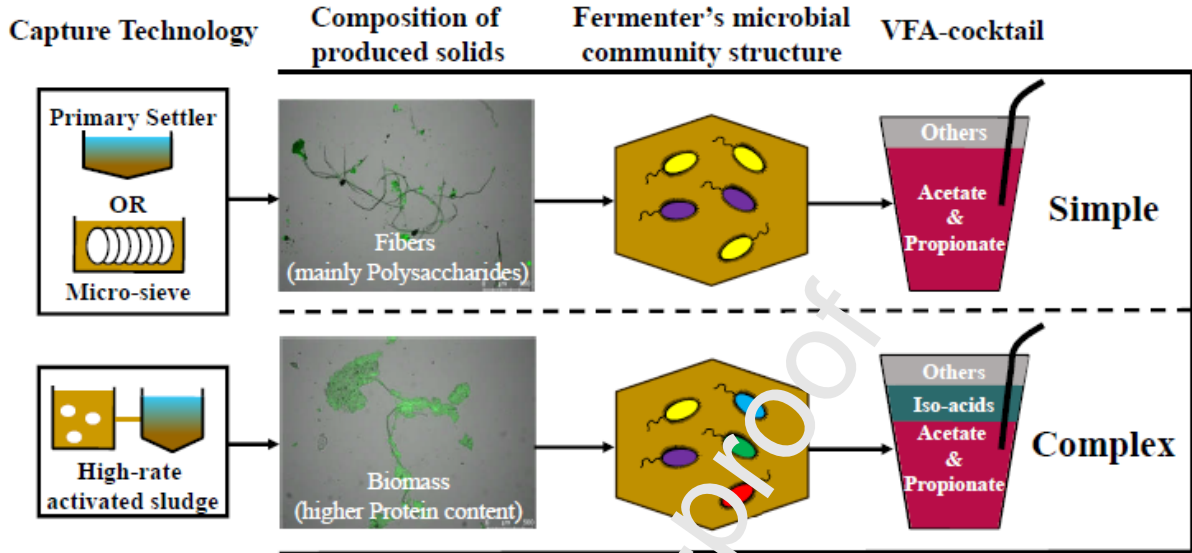 Capture Technology
Composition of
produced solids
Fermenter's microbial
community structure
VFA-cocktail
Primary Settler
OR
Micro-sieve
Fibers
(mainly Polysaccharides)
Others
Acetate
&
Propionate
Simple
High-rate
activated sludge
Biomass
(higher Protein content)
Others
Iso-acids
Acetate
&
Propionate
Complex
proof